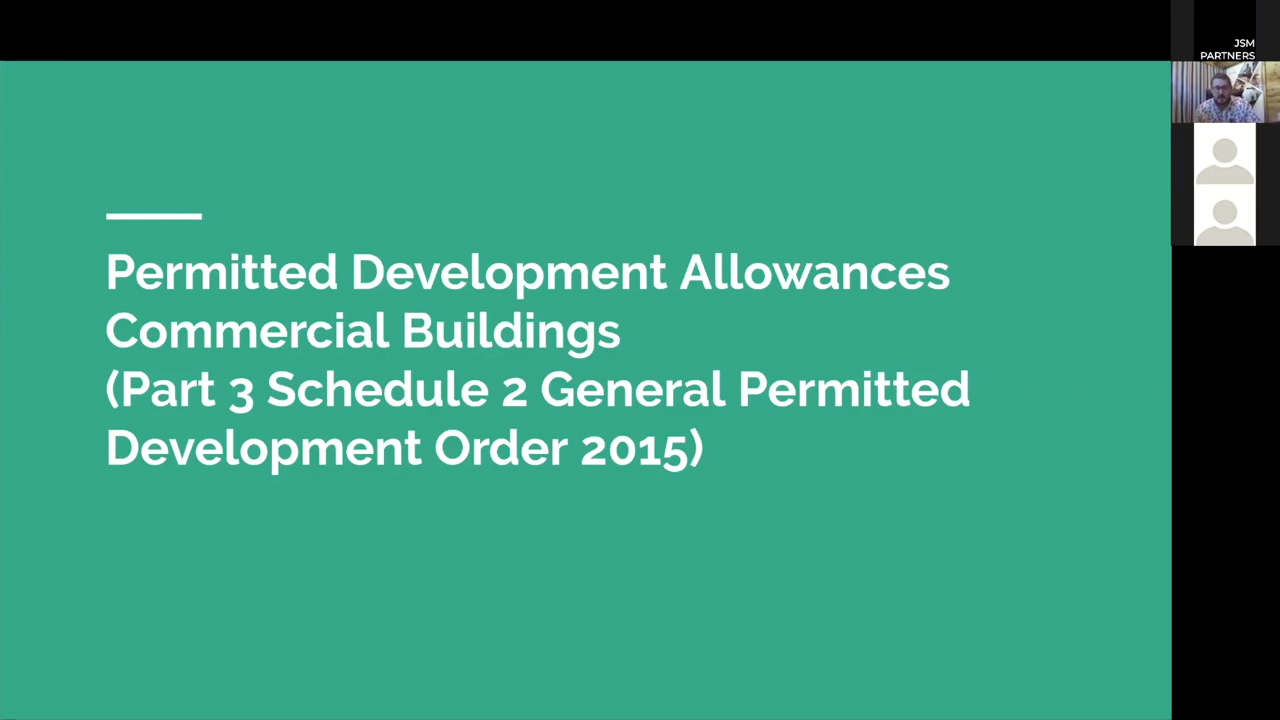 JSM
PARTNERS
Permitted Development Allowances
Commercial Buildings
(Part 3 Schedule 2 General Permitted
Development Order 2015)